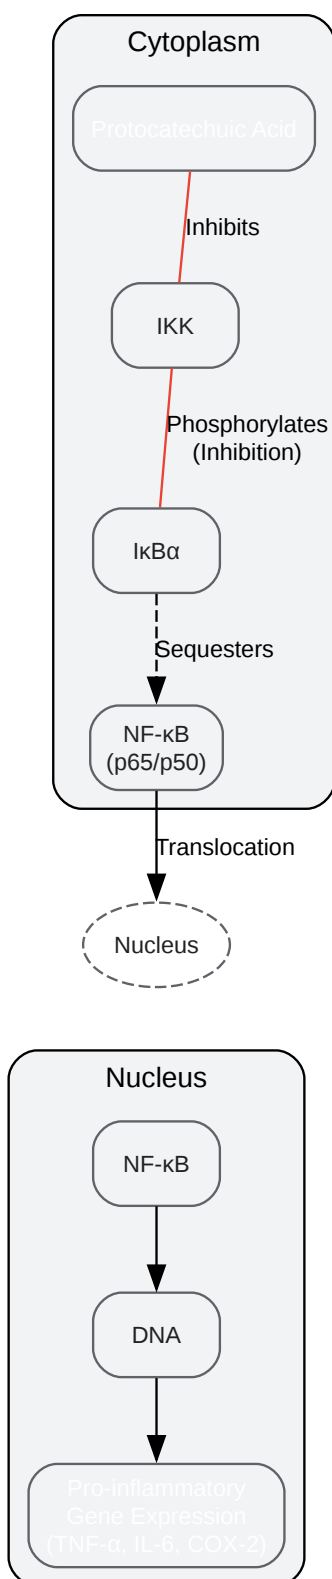 Cytoplasm
Protocatechuic Acid
Inhibits
IKK
Phosphorylates
(Inhibition)
IκBα
Sequesters
NF-κB
(p65/p50)
Translocation
Nucleus
Nucleus
NF-κB
DNA
Pro-inflammatory
Gene Expression
(TNF-α, IL-6, COX-2)